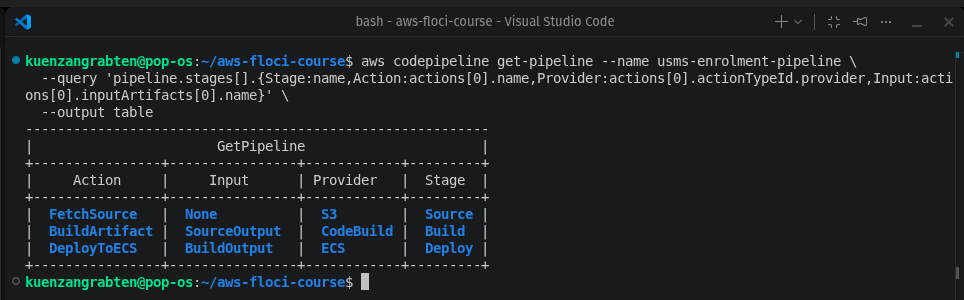 bash - aws-floci-course - Visual Studio Code
kuenzangrabten@pop-os:~/aws-floci-course$ aws codepipeline get-pipeline --name usms-enrolment-pipeline \
  --query 'pipeline.stages[].{Stage:name,Action:actions[0].name,Provider:actions[0].actionTypeId.provider,Input:acti
ons[0].inputArtifacts[0].name}' \
  --output table
-------------------------------------------------------
|                     GetPipeline                     |
+---------------+----------------+-----------+---------+
|    Action     |     Input      | Provider  |  Stage  |
+---------------+----------------+-----------+---------+
|  FetchSource  |  None          |  S3       |  Source |
|  BuildArtifact|  SourceOutput  |  CodeBuild|  Build  |
|  DeployToECS  |  BuildOutput   |  ECS      |  Deploy |
+---------------+----------------+-----------+---------+
kuenzangrabten@pop-os:~/aws-floci-course$